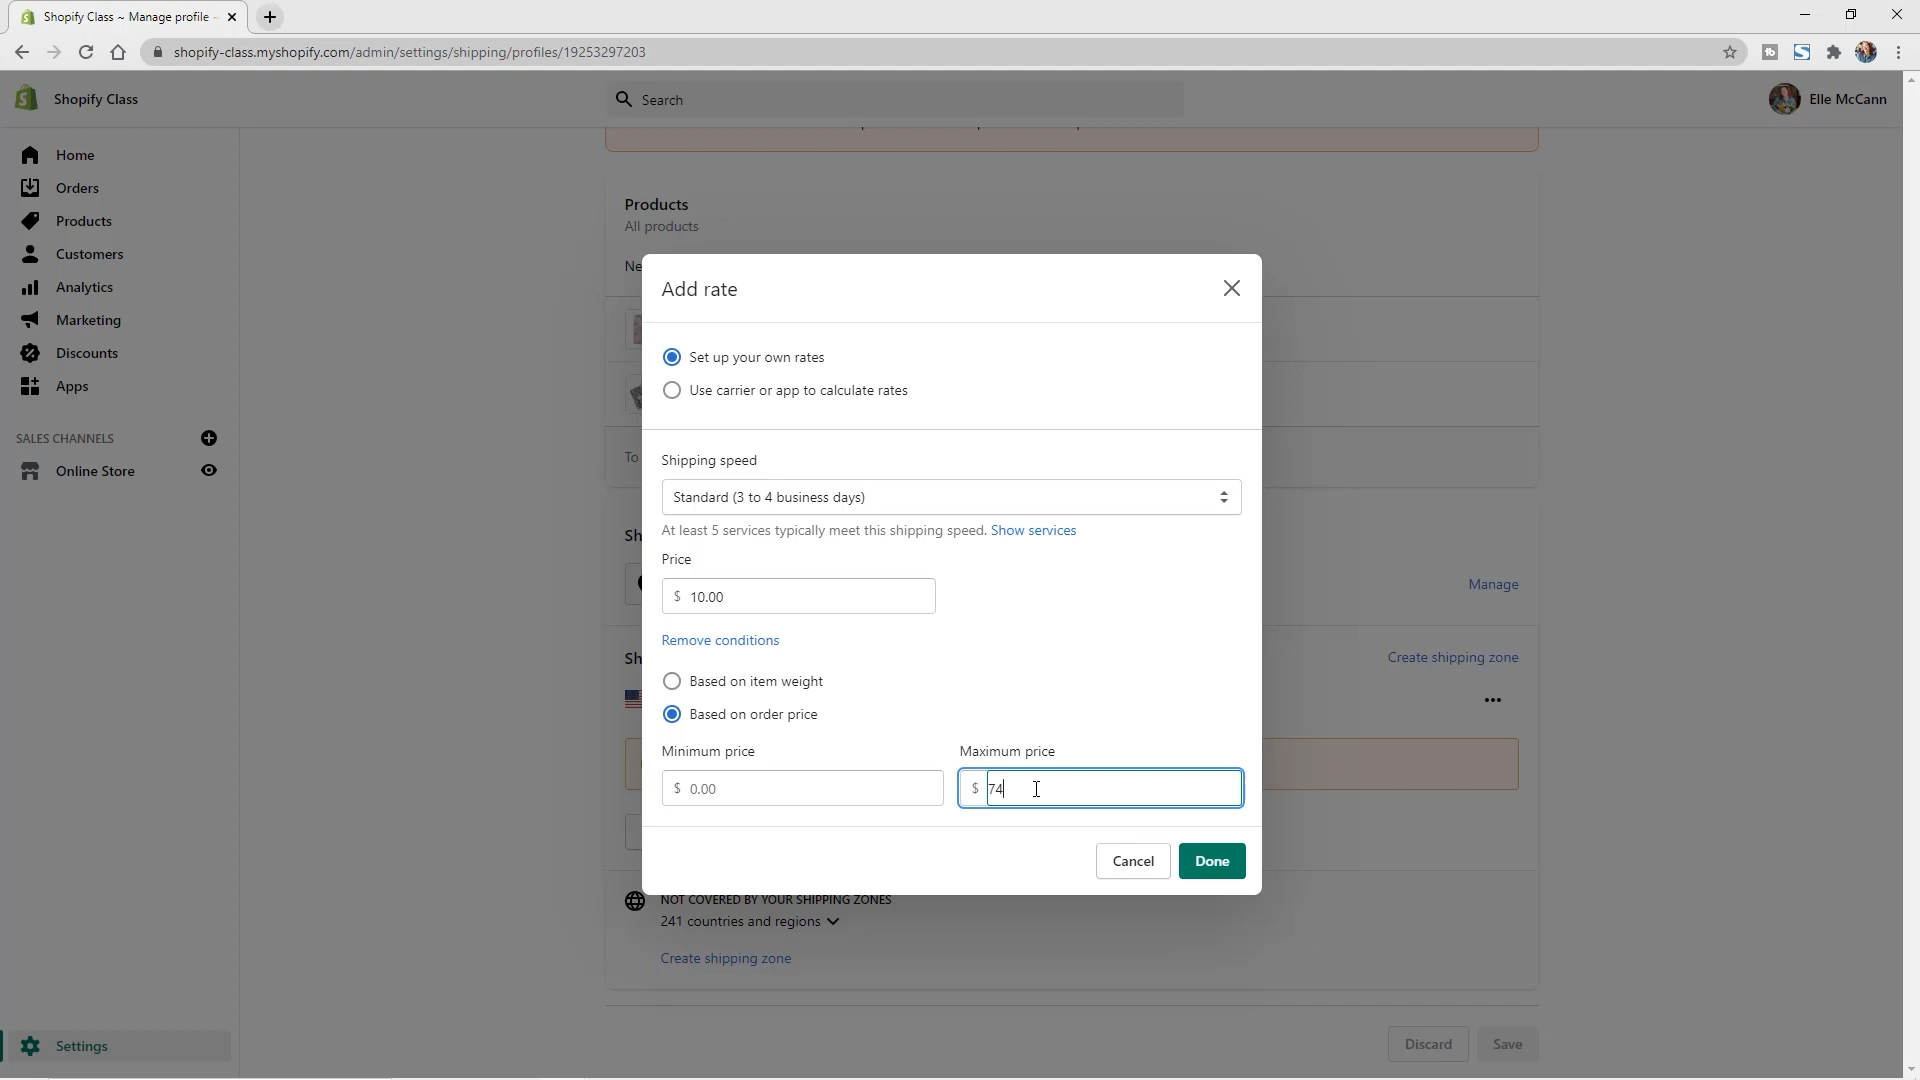 Shopify Class ~ Manage profile
shopify-class.myshopify.com/admin/settings/shipping/profiles/19253297203
Shopify Class
Search
Elle McCann
Home
Orders
Products
Customers
Analytics
Marketing
Discounts
Apps
SALES CHANNELS
Online Store
Settings
Products
All products
Ne
To
Sh
Manage
Sh
Create shipping zone
Add rate
Set up your own rates
Use carrier or app to calculate rates
Shipping speed
Standard (3 to 4 business days)
At least 5 services typically meet this shipping speed. Show services
Price
$ 10.00
Remove conditions
Based on item weight
Based on order price
Minimum price Maximum price
$ 0.00 $ 74
Cancel Done
NOT COVERED BY YOUR SHIPPING ZONES
241 countries and regions
Create shipping zone
Discard Save